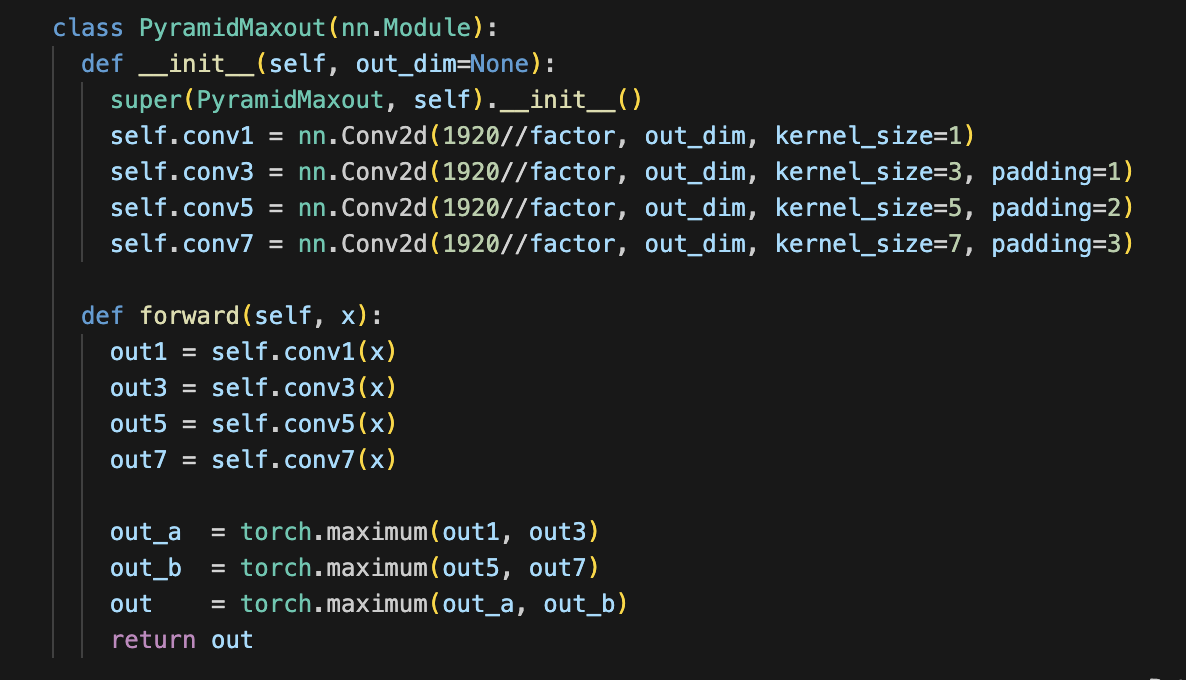 class PyramidMaxout(nn.Module):
  def __init__(self, out_dim=None):
    super(PyramidMaxout, self).__init__()
    self.conv1 = nn.Conv2d(1920//factor, out_dim, kernel_size=1)
    self.conv3 = nn.Conv2d(1920//factor, out_dim, kernel_size=3, padding=1)
    self.conv5 = nn.Conv2d(1920//factor, out_dim, kernel_size=5, padding=2)
    self.conv7 = nn.Conv2d(1920//factor, out_dim, kernel_size=7, padding=3)

  def forward(self, x):
    out1 = self.conv1(x)
    out3 = self.conv3(x)
    out5 = self.conv5(x)
    out7 = self.conv7(x)

    out_a  = torch.maximum(out1, out3)
    out_b  = torch.maximum(out5, out7)
    out    = torch.maximum(out_a, out_b)
    return out